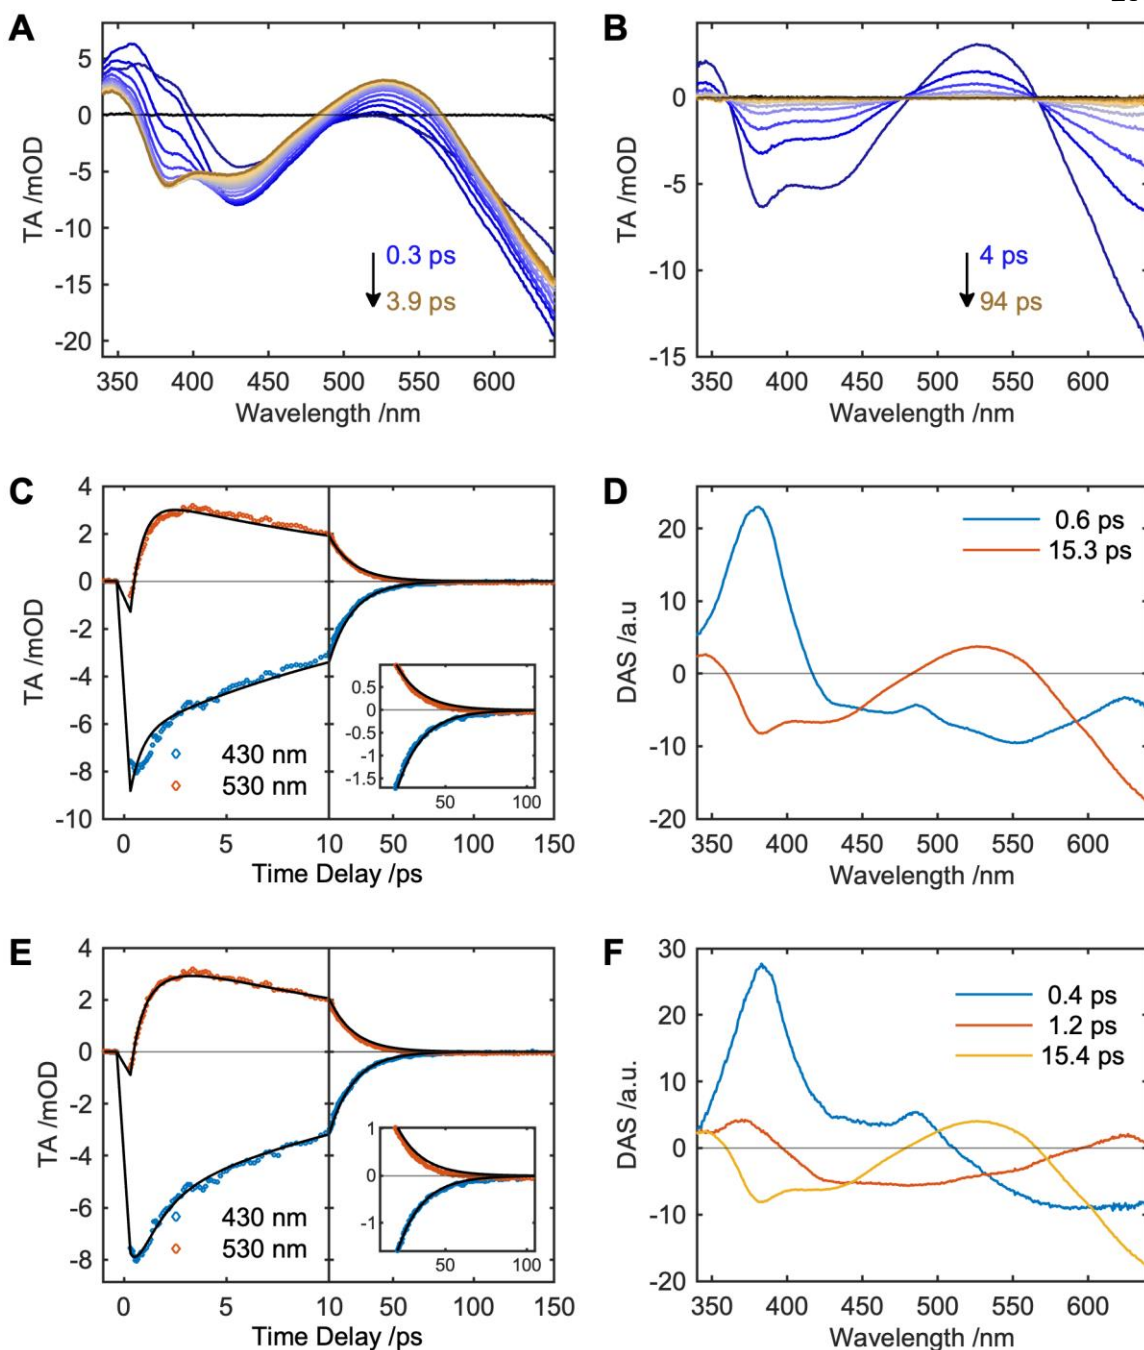 A
B
5
0
-5
-10
-15
-20
TA /mOD
0.3 ps
3.9 ps
350 400 450 500 550 600
Wavelength /nm
0
-5
-10
-15
TA /mOD
4 ps
94 ps
350 400 450 500 550 600
Wavelength /nm
C
4
2
0
-2
-4
-6
-8
-10
TA /mOD
430 nm
530 nm
0.5
0
-0.5
-1
-1.5
50 100
0 5 10 50 100 150
Time Delay /ps
D
20
10
0
-10
-20
DAS /a.u
0.6 ps
15.3 ps
350 400 450 500 550 600
Wavelength /nm
E
4
2
0
-2
-4
-6
-8
TA /mOD
430 nm
530 nm
1
0
-1
50 100
0 5 10 50 100 150
Time Delay /ps
F
30
20
10
0
-10
-20
DAS /a.u.
0.4 ps
1.2 ps
15.4 ps
350 400 450 500 550 600
Wavelength /nm